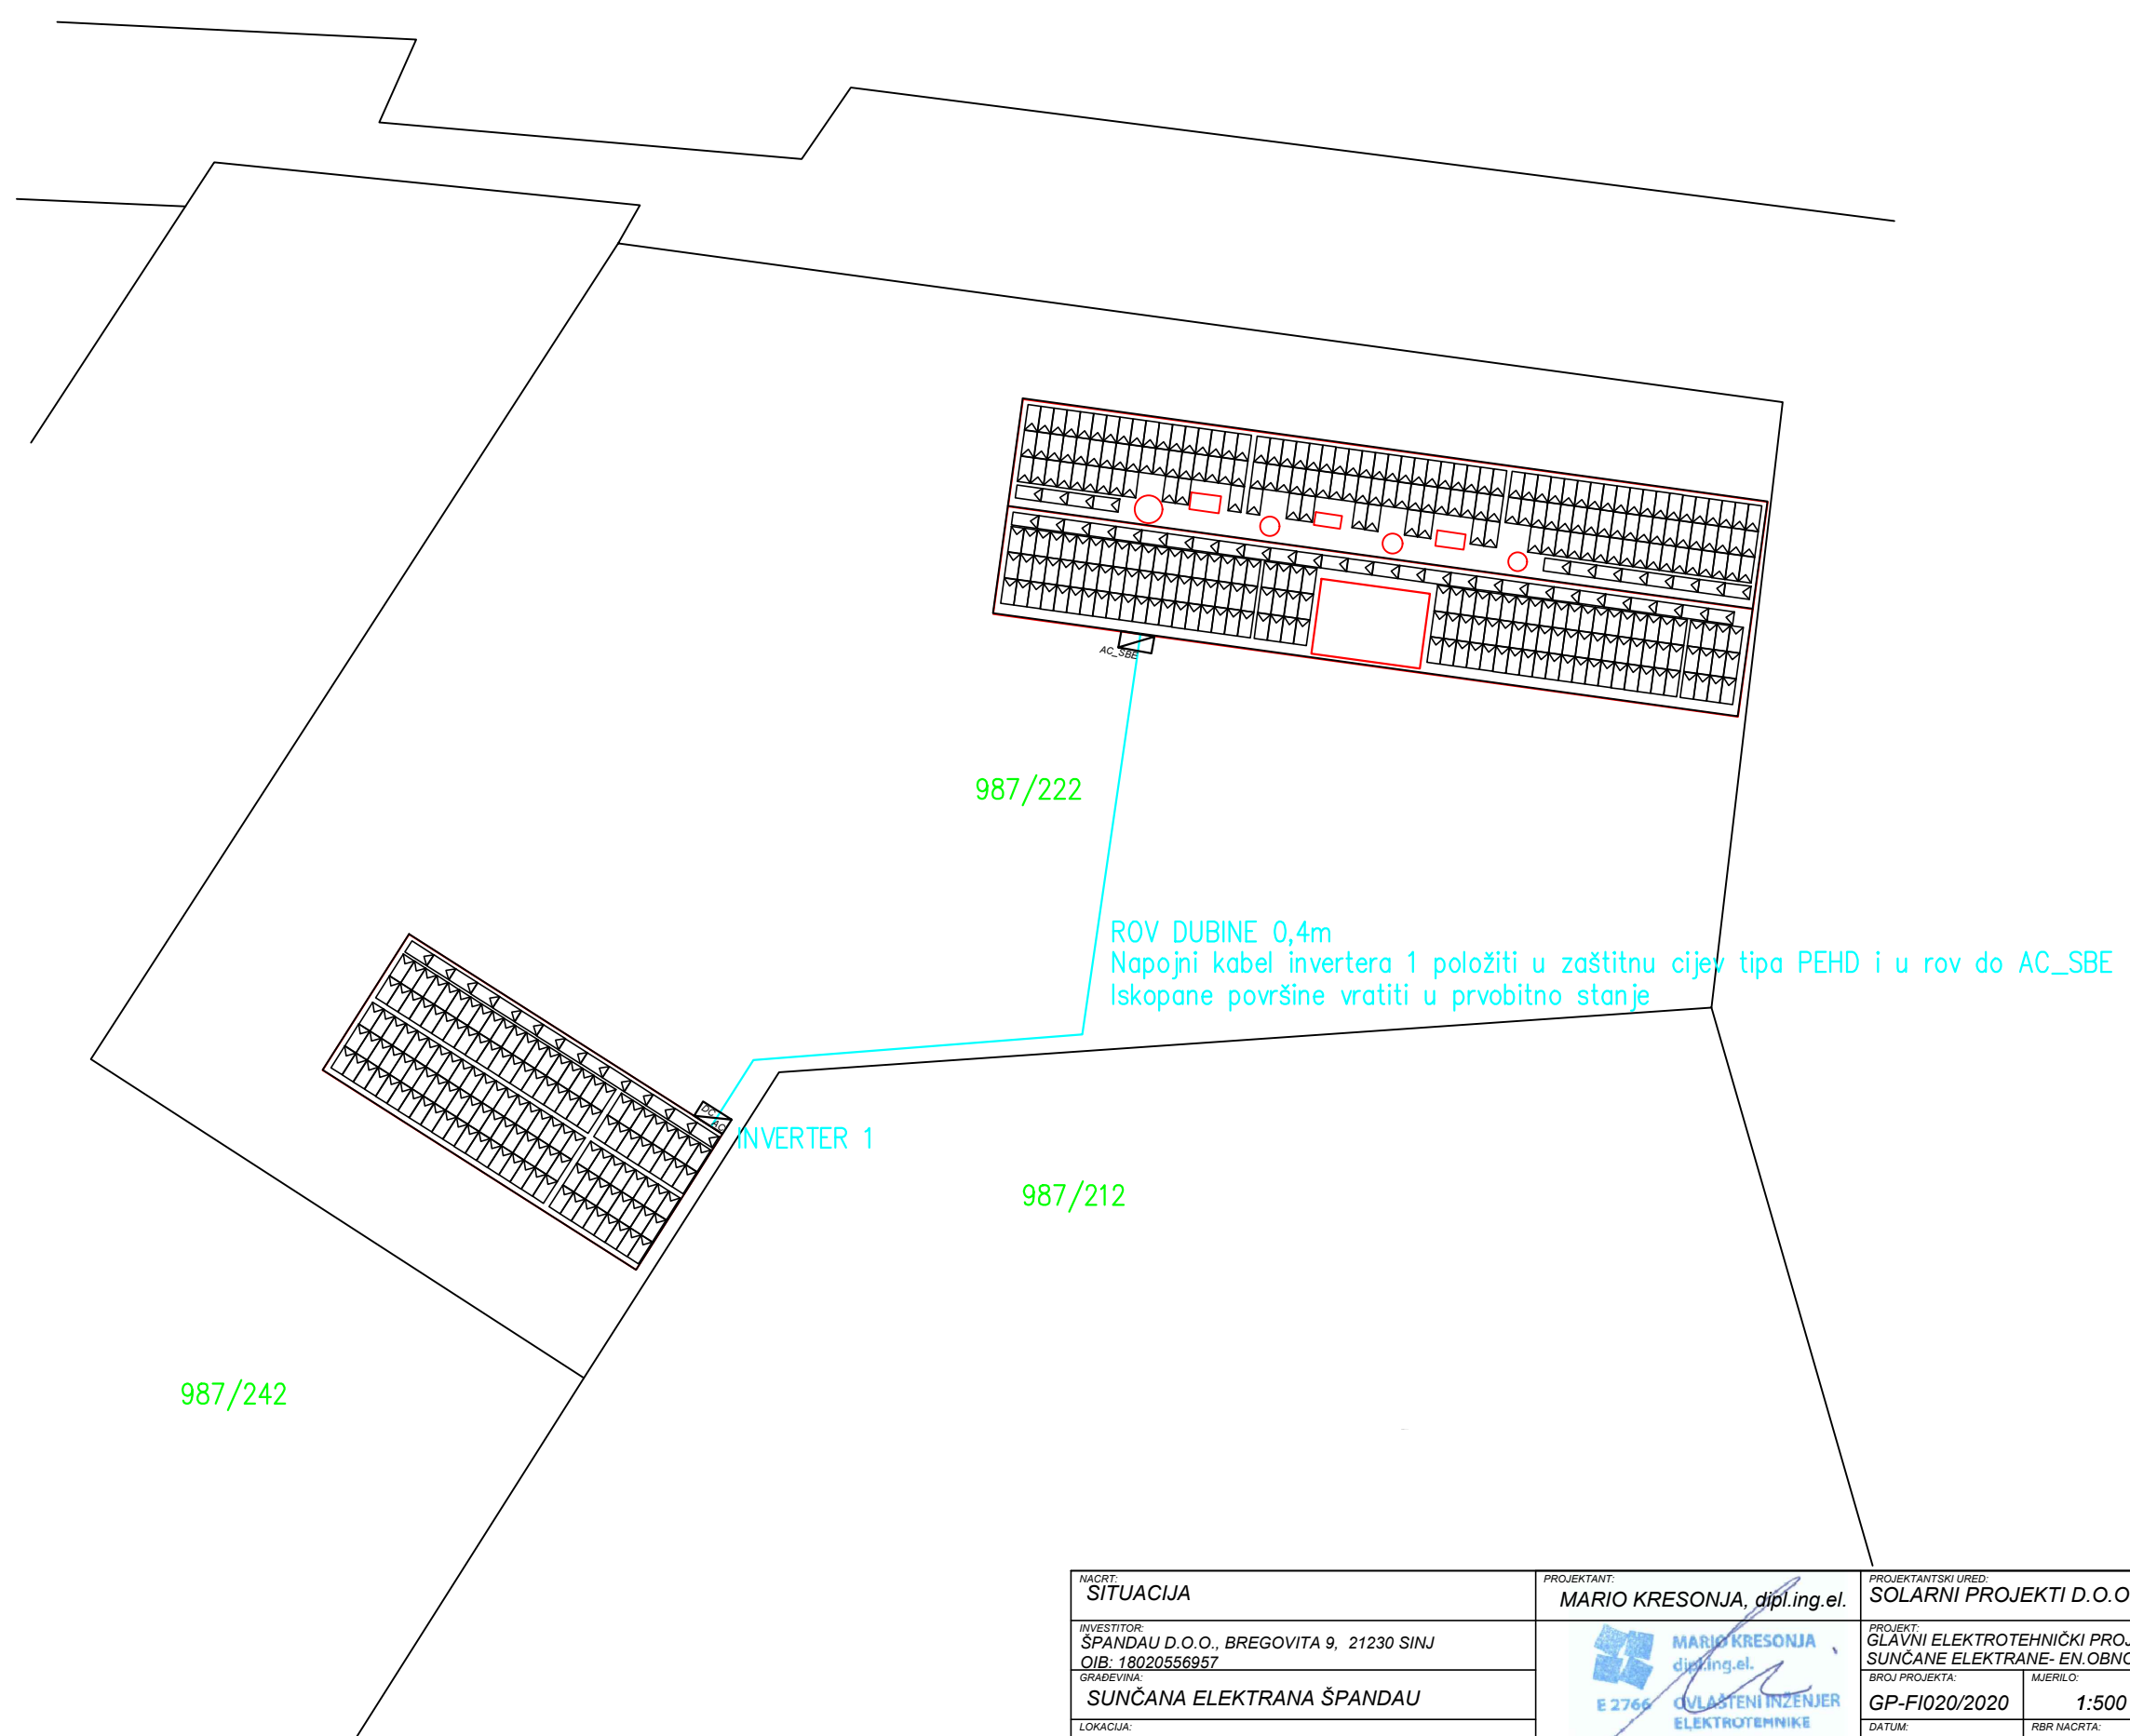 AC_SBE
987/222
ROV DUBINE 0,4m
Napojni kabel invertera 1 položiti u zaštitnu cijev tipa PEHD i u rov do AC_SBE
Iskopane površine vratiti u prvobitno stanje
DC
AC
INVERTER 1
987/212
987/242
NACRT:
SITUACIJA
INVESTITOR:
ŠPANDAU D.O.O., BREGOVITA 9, 21230 SINJ
OIB: 18020556957
GRAĐEVINA:
SUNČANA ELEKTRANA ŠPANDAU
LOKACIJA:
PROJEKTANT:
MARIO KRESONJA, dipl.ing.el.
MARIO KRESONJA
dipl.ing.el.
E 2766 OVLAŠTENI INŽENJER
ELEKTROTEHNIKE
PROJEKTANTSKI URED:
SOLARNI PROJEKTI D.O.O
PROJEKT:
GLAVNI ELEKTROTEHNIČKI PROJ
SUNČANE ELEKTRANE- EN.OBNO
BROJ PROJEKTA:
GP-FI020/2020
MJERILO:
1:500
DATUM:
RBR NACRTA: